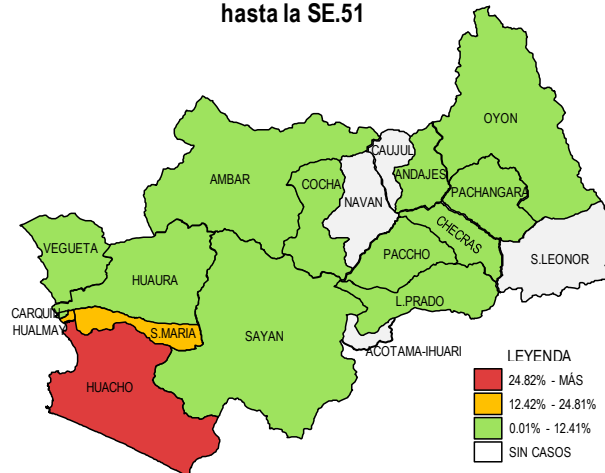 hasta la SE.51
OYON
CAUJUL
AMBAR
COCHA
ANDAJES
NAVAN
PACHANGARA
CHECRAS
VEGUETA
PACCHO
S.LEONOR
HUAURA
L.PRADO
CARQUIN
HUALMAY
S.MARIA
SAYAN
ACOTAMA-IHUARI
HUACHO
LEYENDA
24.82% - MÁS
12.42% - 24.81%
0.01% - 12.41%
SIN CASOS